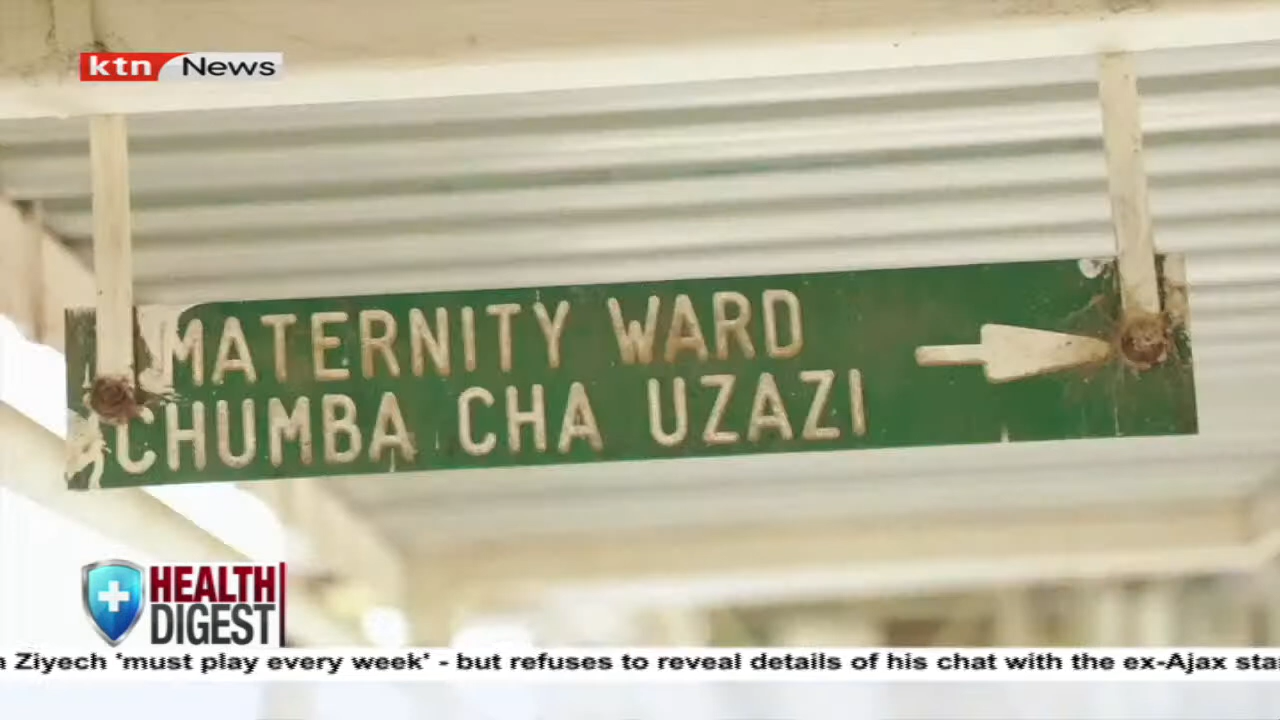 ktn News
MATERNITY WARD
CHUMBA CHA UZAZI
HEALTH
DIGEST
Ziyech 'must play every week' - but refuses to reveal details of his chat with the ex-Ajax